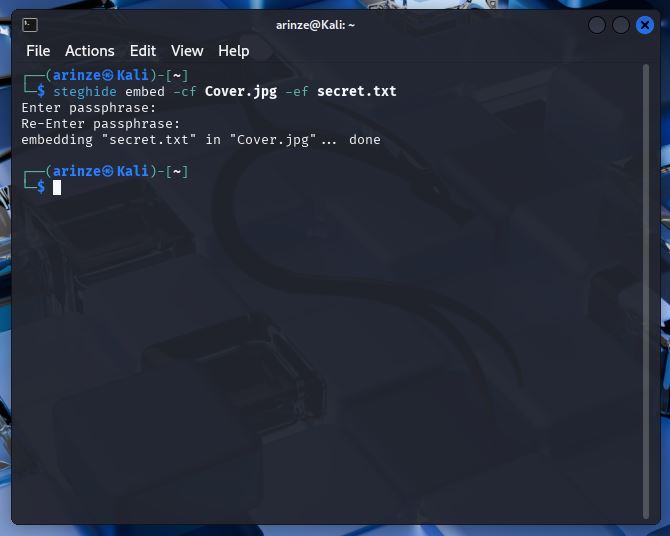 arinze@Kali: ~
File Actions Edit View Help
┌──(arinze㉿Kali)-[~]
└─$ steghide embed -cf Cover.jpg -ef secret.txt
Enter passphrase:
Re-Enter passphrase:
embedding "secret.txt" in "Cover.jpg"... done
┌──(arinze㉿Kali)-[~]
└─$